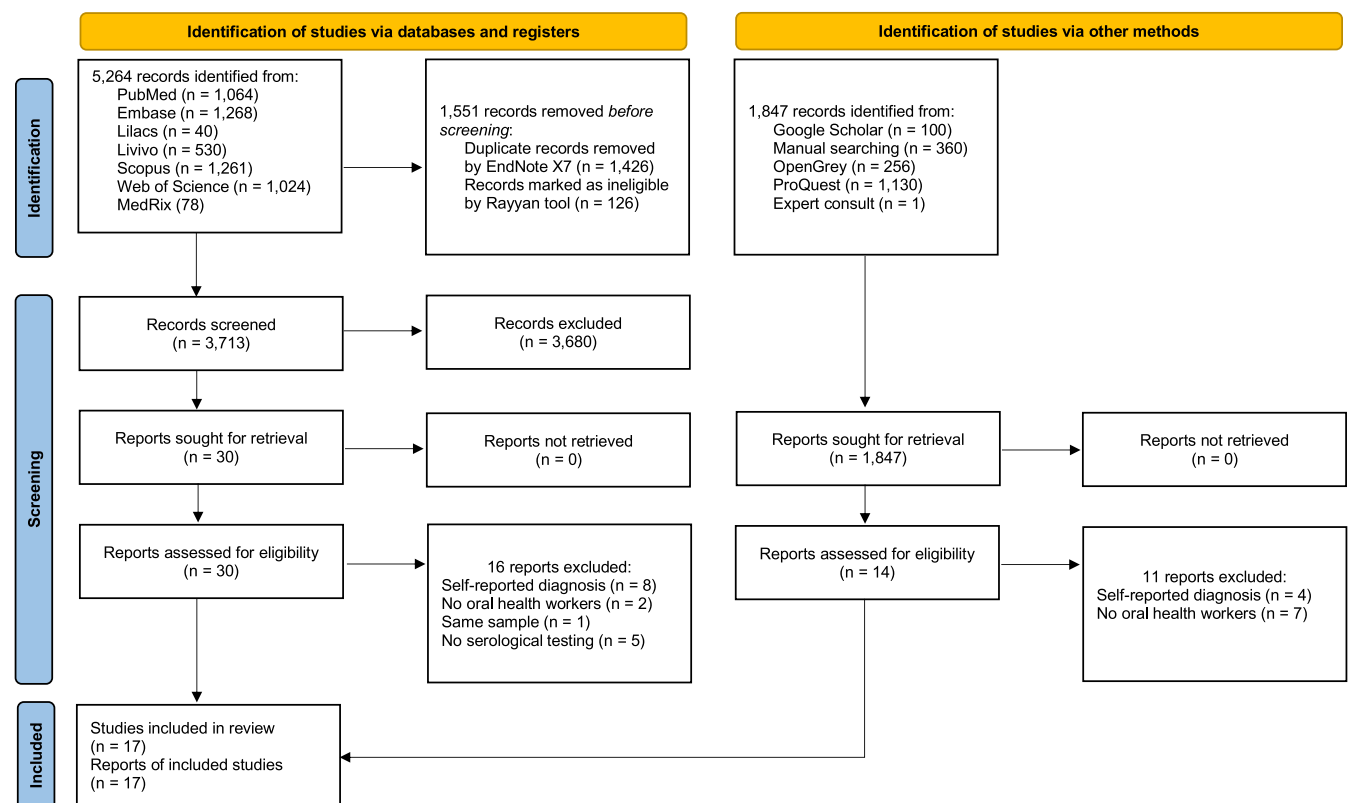 Identification of studies via databases and registers
Identification of studies via other methods
Identification
5,264 records identified from:
PubMed (n = 1,064)
Embase (n = 1,268)
Lilacs (n = 40)
Livivo (n = 530)
Scopus (n = 1,261)
Web of Science (n = 1,024)
MedRix (78)
1,551 records removed before
screening:
Duplicate records removed
by EndNote X7 (n = 1,426)
Records marked as ineligible
by Rayyan tool (n = 126)
1,847 records identified from:
Google Scholar (n = 100)
Manual searching (n = 360)
OpenGrey (n = 256)
ProQuest (n = 1,130)
Expert consult (n = 1)
Screening
Records screened
(n = 3,713)
Records excluded
(n = 3,680)
Reports sought for retrieval
(n = 30)
Reports not retrieved
(n = 0)
Reports sought for retrieval
(n = 1,847)
Reports not retrieved
(n = 0)
Reports assessed for eligibility
(n = 30)
16 reports excluded:
Self-reported diagnosis (n = 8)
No oral health workers (n = 2)
Same sample (n = 1)
No serological testing (n = 5)
Reports assessed for eligibility
(n = 14)
11 reports excluded:
Self-reported diagnosis (n = 4)
No oral health workers (n = 7)
Included
Studies included in review
(n = 17)
Reports of included studies
(n = 17)